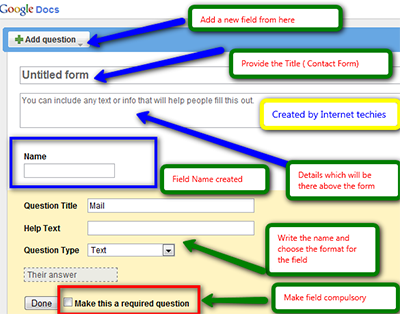 Google Docs
Add question
Add a new field from here
Untitled form
Provide the Title ( Contact Form)
You can include any text or info that will help people fill this out.
Created by Internet techies
Name
Field Name created
Details which will
there above the form
Question Title
Mail
Help Text
Question Type
Text
Write the name and
choose the format for
the field
Their answer
Done
Make this a required question
Make field compulsory